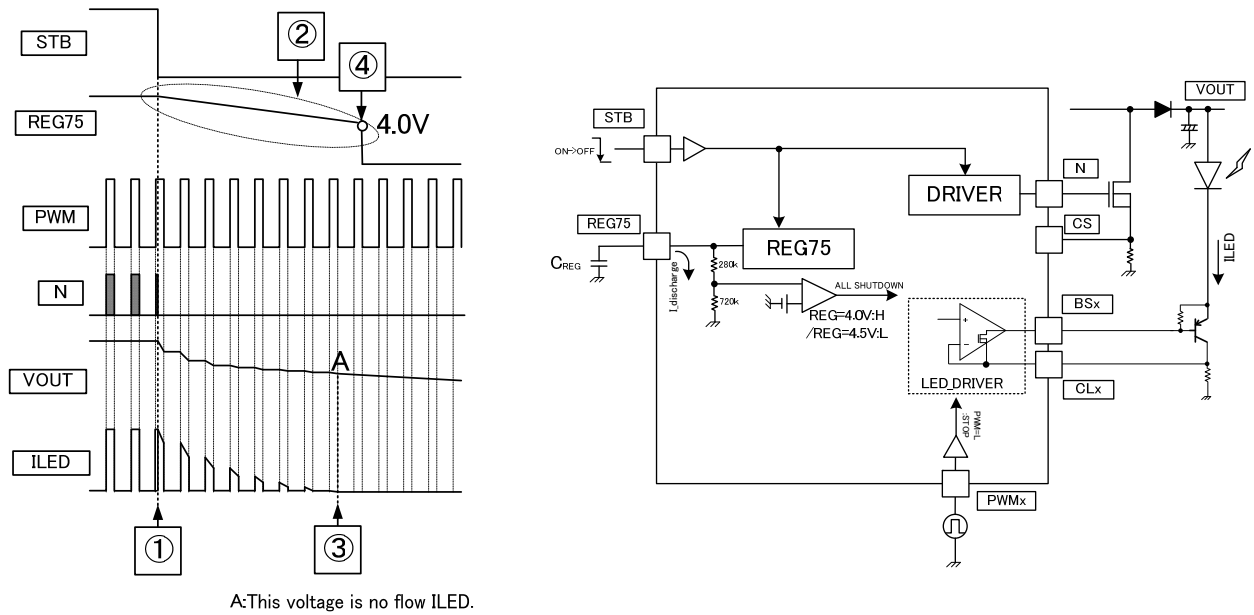 STB
REG75
PWM
N
VOUT
ILED
②
④
4.0V
A
①
③
A:This voltage is no flow ILED.
STB
ON->OFF
REG75
CREG
I_discharge
280k
720k
REG75
DRIVER
ALL SHUTDOWN
REG=4.0V:H
/REG=4.5V:L
+
-
LED_DRIVER
PWM=L
:STOP
PWMx
N
CS
BSx
CLx
VOUT
ILED